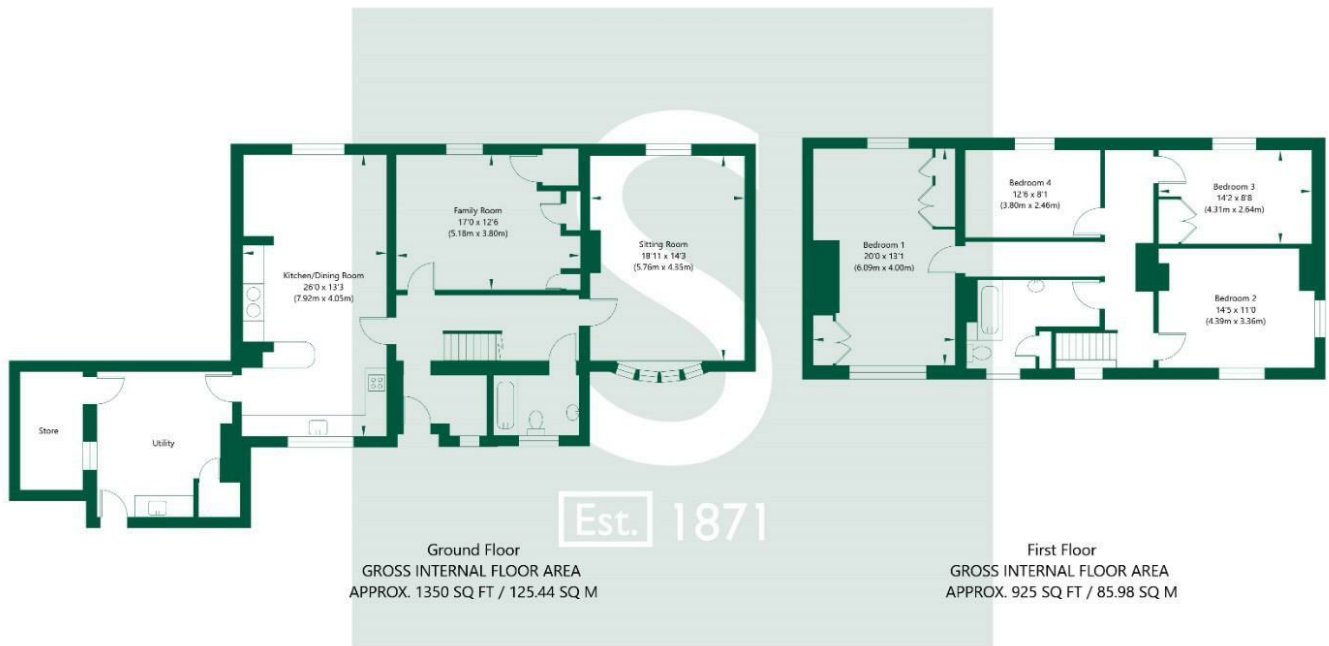 Family Room
17'0 x 12'6
(5.18m x 3.80m)
Kitchen/Dining Room
26'0 x 13'3
(7.92m x 4.05m)
Sitting Room
18'11 x 14'3
(5.76m x 4.35m)
Store
Utility
Bedroom 1
20'0 x 13'1
(6.09m x 4.00m)
Bedroom 4
12'6 x 8'1
(3.80m x 2.46m)
Bedroom 3
14'2 x 8'8
(4.31m x 2.64m)
Bedroom 2
14'5 x 11'0
(4.39m x 3.36m)
S
Est. 1871
Ground Floor
GROSS INTERNAL FLOOR AREA
APPROX. 1350 SQ FT / 125.44 SQ M
First Floor
GROSS INTERNAL FLOOR AREA
APPROX. 925 SQ FT / 85.98 SQ M